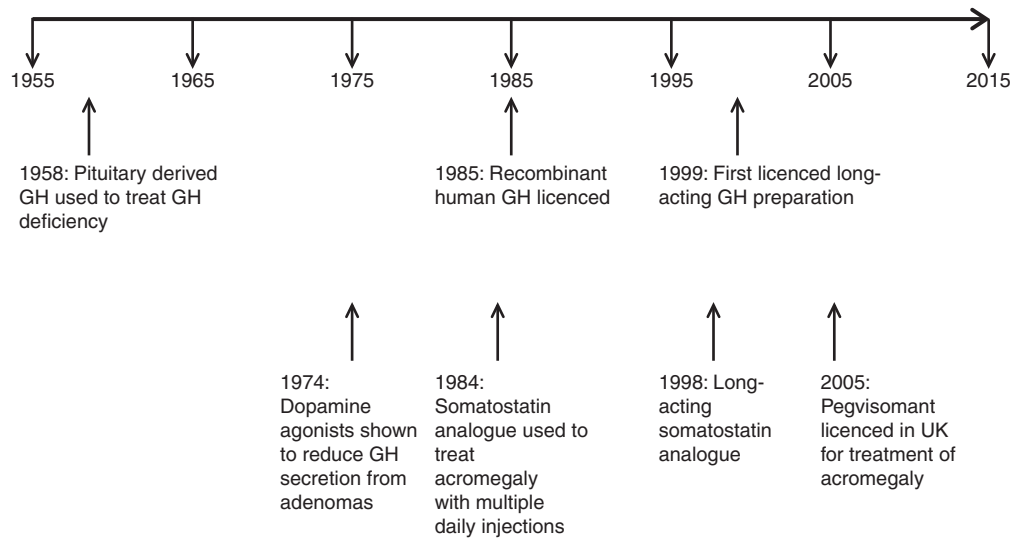 1955 1965 1975 1985 1995 2005 2015
1958: Pituitary derived
GH used to treat GH
deficiency
1985: Recombinant
human GH licenced
1999: First licenced long-
acting GH preparation
1974:
Dopamine
agonists shown
to reduce GH
secretion from
adenomas
1984:
Somatostatin
analogue used to
treat
acromegaly
with multiple
daily injections
1998: Long-
acting
somatostatin
analogue
2005:
Pegvisomant
licenced in UK
for treatment of
acromegaly